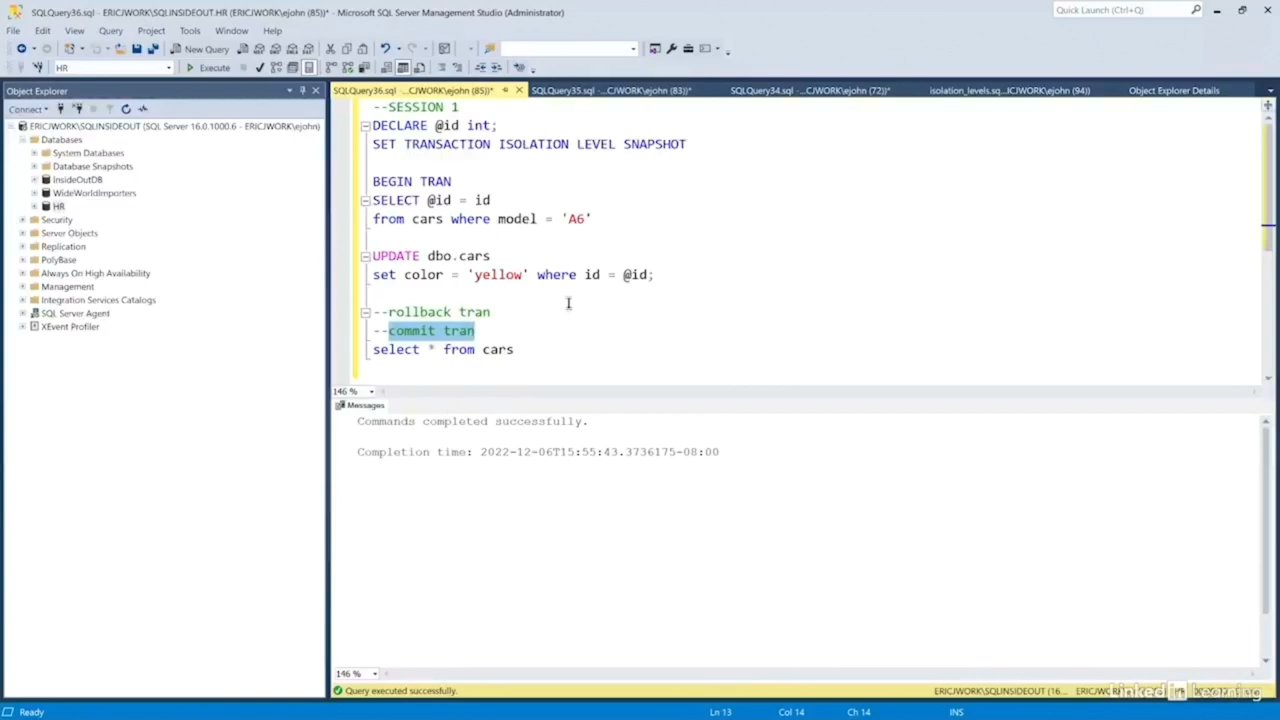 SQLQuery36.sql - ERICJWORK\SQLINSIDEOUT.HR (ERICJWORK\ejohn (85))* - Microsoft SQL Server Management Studio (Administrator)
Quick Launch (Ctrl+Q)
File Edit View Query Project Tools Window Help
New Query
HR
Execute
Object Explorer
SQLQuery36.sql -...CJWORK\ejohn (85))*
SQLQuery35.sql -...CJWORK\ejohn (83))*
SQLQuery34.sql -...CJWORK\ejohn (72))*
isolation_levels.sq...ICJWORK\ejohn (94))
Object Explorer Details
Connect
ERICJWORK\SQLINSIDEOUT (SQL Server 16.0.1000.6 - ERICJWORK\ejohn)
Databases
System Databases
Database Snapshots
InsideOutDB
WideWorldImporters
HR
Security
Server Objects
Replication
PolyBase
Always On High Availability
Management
Integration Services Catalogs
SQL Server Agent
XEvent Profiler
--SESSION 1
DECLARE @id int;
SET TRANSACTION ISOLATION LEVEL SNAPSHOT
BEGIN TRAN
SELECT @id = id
from cars where model = 'A6'
UPDATE dbo.cars
set color = 'yellow' where id = @id;
--rollback tran
--commit tran
select * from cars
146 %
Messages
Commands completed successfully.
Completion time: 2022-12-06T15:55:43.3736175-08:00
146 %
Query executed successfully.
ERICJWORK\SQLINSIDEOUT (16...
LinkedIn Learning
Ready
Ln 13
Col 14
Ch 14
INS